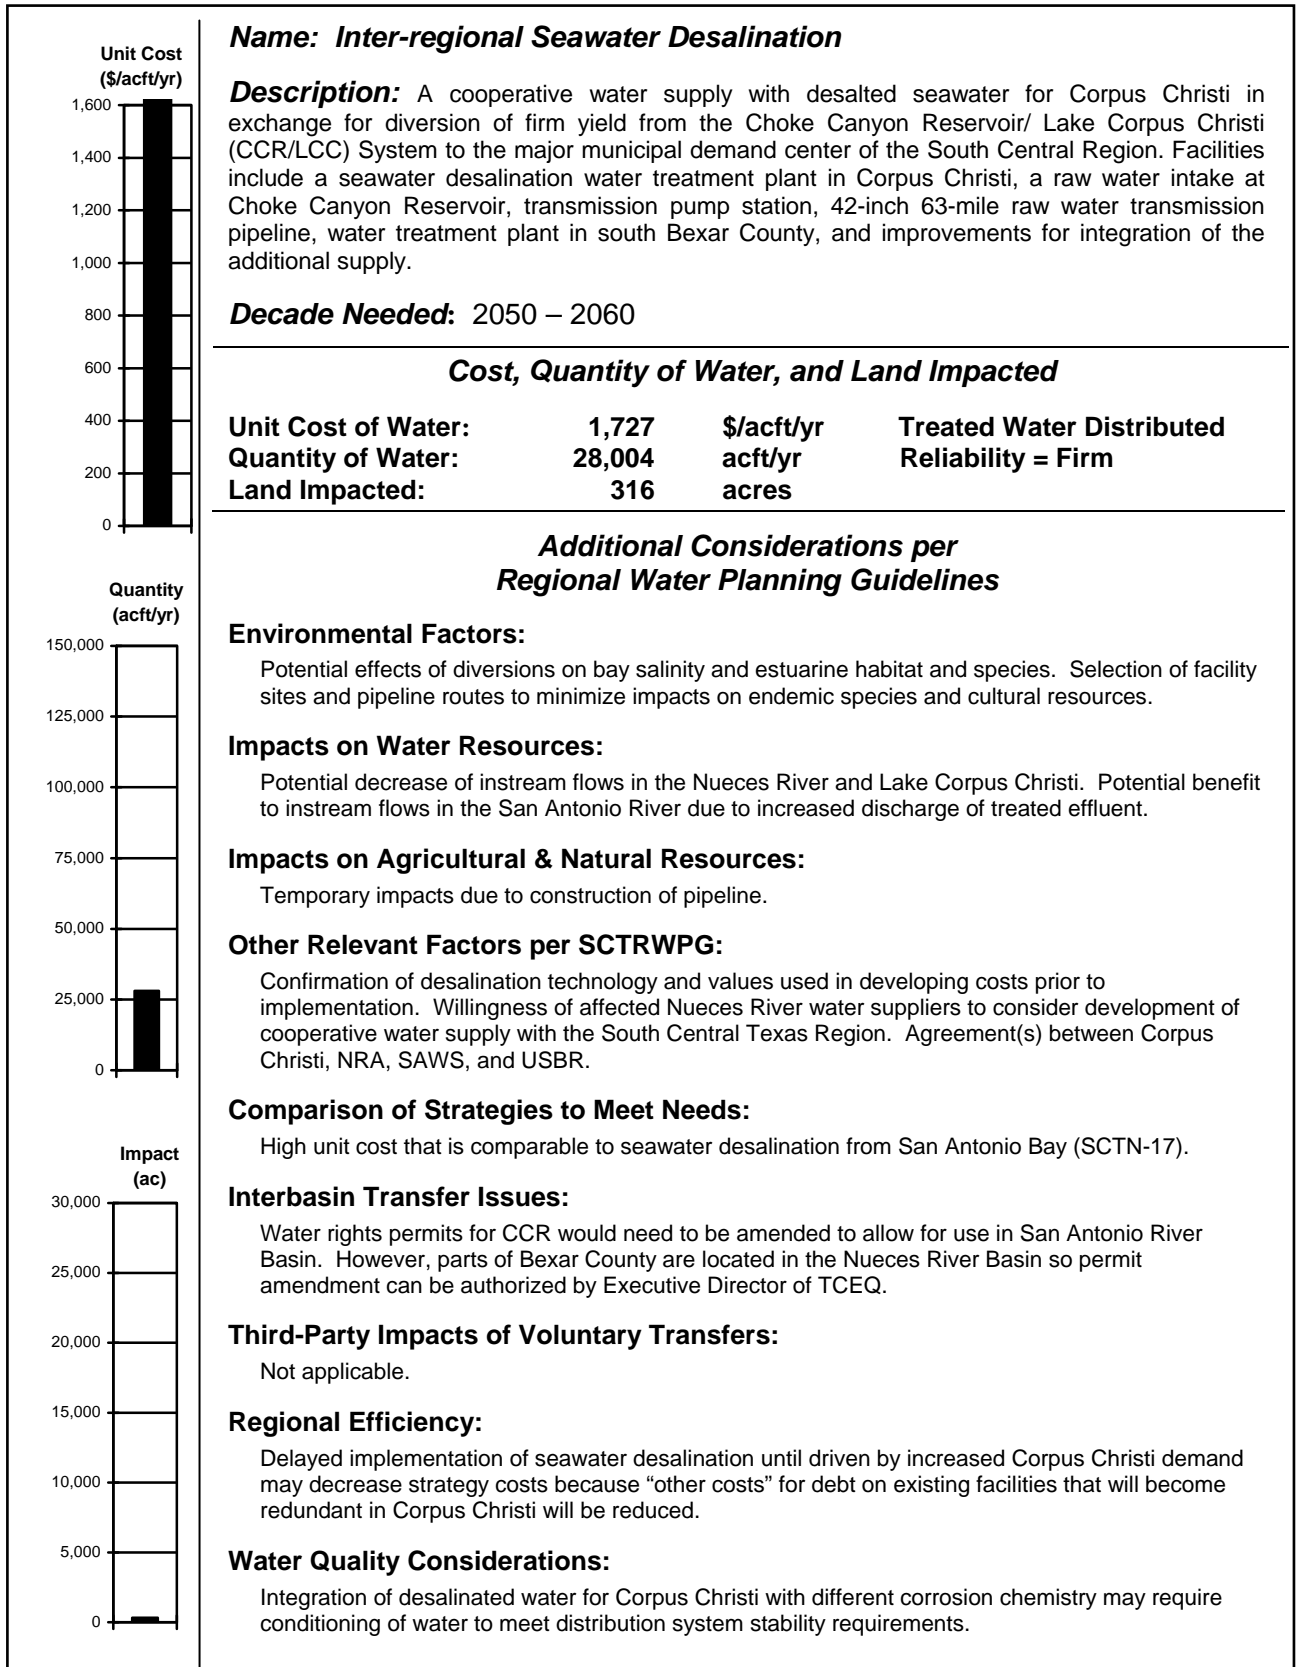 Unit Cost
($/acft/yr)
1,600
1,400
1,200
1,000
800
600
400
200
0
Quantity
(acft/yr)
150,000
125,000
100,000
75,000
50,000
25,000
0
Impact
(ac)
30,000
25,000
20,000
15,000
10,000
5,000
0
Name: Inter-regional Seawater Desalination
Description: A cooperative water supply with desalted seawater for Corpus Christi in
exchange for diversion of firm yield from the Choke Canyon Reservoir/ Lake Corpus Christi
(CCR/LCC) System to the major municipal demand center of the South Central Region. Facilities
include a seawater desalination water treatment plant in Corpus Christi, a raw water intake at
Choke Canyon Reservoir, transmission pump station, 42-inch 63-mile raw water transmission
pipeline, water treatment plant in south Bexar County, and improvements for integration of the
additional supply.
Decade Needed: 2050 – 2060
Cost, Quantity of Water, and Land Impacted
Unit Cost of Water: 1,727 $/acft/yr Treated Water Distributed
Quantity of Water: 28,004 acft/yr Reliability = Firm
Land Impacted: 316 acres
Additional Considerations per
Regional Water Planning Guidelines
Environmental Factors:
Potential effects of diversions on bay salinity and estuarine habitat and species. Selection of facility
sites and pipeline routes to minimize impacts on endemic species and cultural resources.
Impacts on Water Resources:
Potential decrease of instream flows in the Nueces River and Lake Corpus Christi. Potential benefit
to instream flows in the San Antonio River due to increased discharge of treated effluent.
Impacts on Agricultural & Natural Resources:
Temporary impacts due to construction of pipeline.
Other Relevant Factors per SCTRWPG:
Confirmation of desalination technology and values used in developing costs prior to
implementation. Willingness of affected Nueces River water suppliers to consider development of
cooperative water supply with the South Central Texas Region. Agreement(s) between Corpus
Christi, NRA, SAWS, and USBR.
Comparison of Strategies to Meet Needs:
High unit cost that is comparable to seawater desalination from San Antonio Bay (SCTN-17).
Interbasin Transfer Issues:
Water rights permits for CCR would need to be amended to allow for use in San Antonio River
Basin. However, parts of Bexar County are located in the Nueces River Basin so permit
amendment can be authorized by Executive Director of TCEQ.
Third-Party Impacts of Voluntary Transfers:
Not applicable.
Regional Efficiency:
Delayed implementation of seawater desalination until driven by increased Corpus Christi demand
may decrease strategy costs because “other costs” for debt on existing facilities that will become
redundant in Corpus Christi will be reduced.
Water Quality Considerations:
Integration of desalinated water for Corpus Christi with different corrosion chemistry may require
conditioning of water to meet distribution system stability requirements.